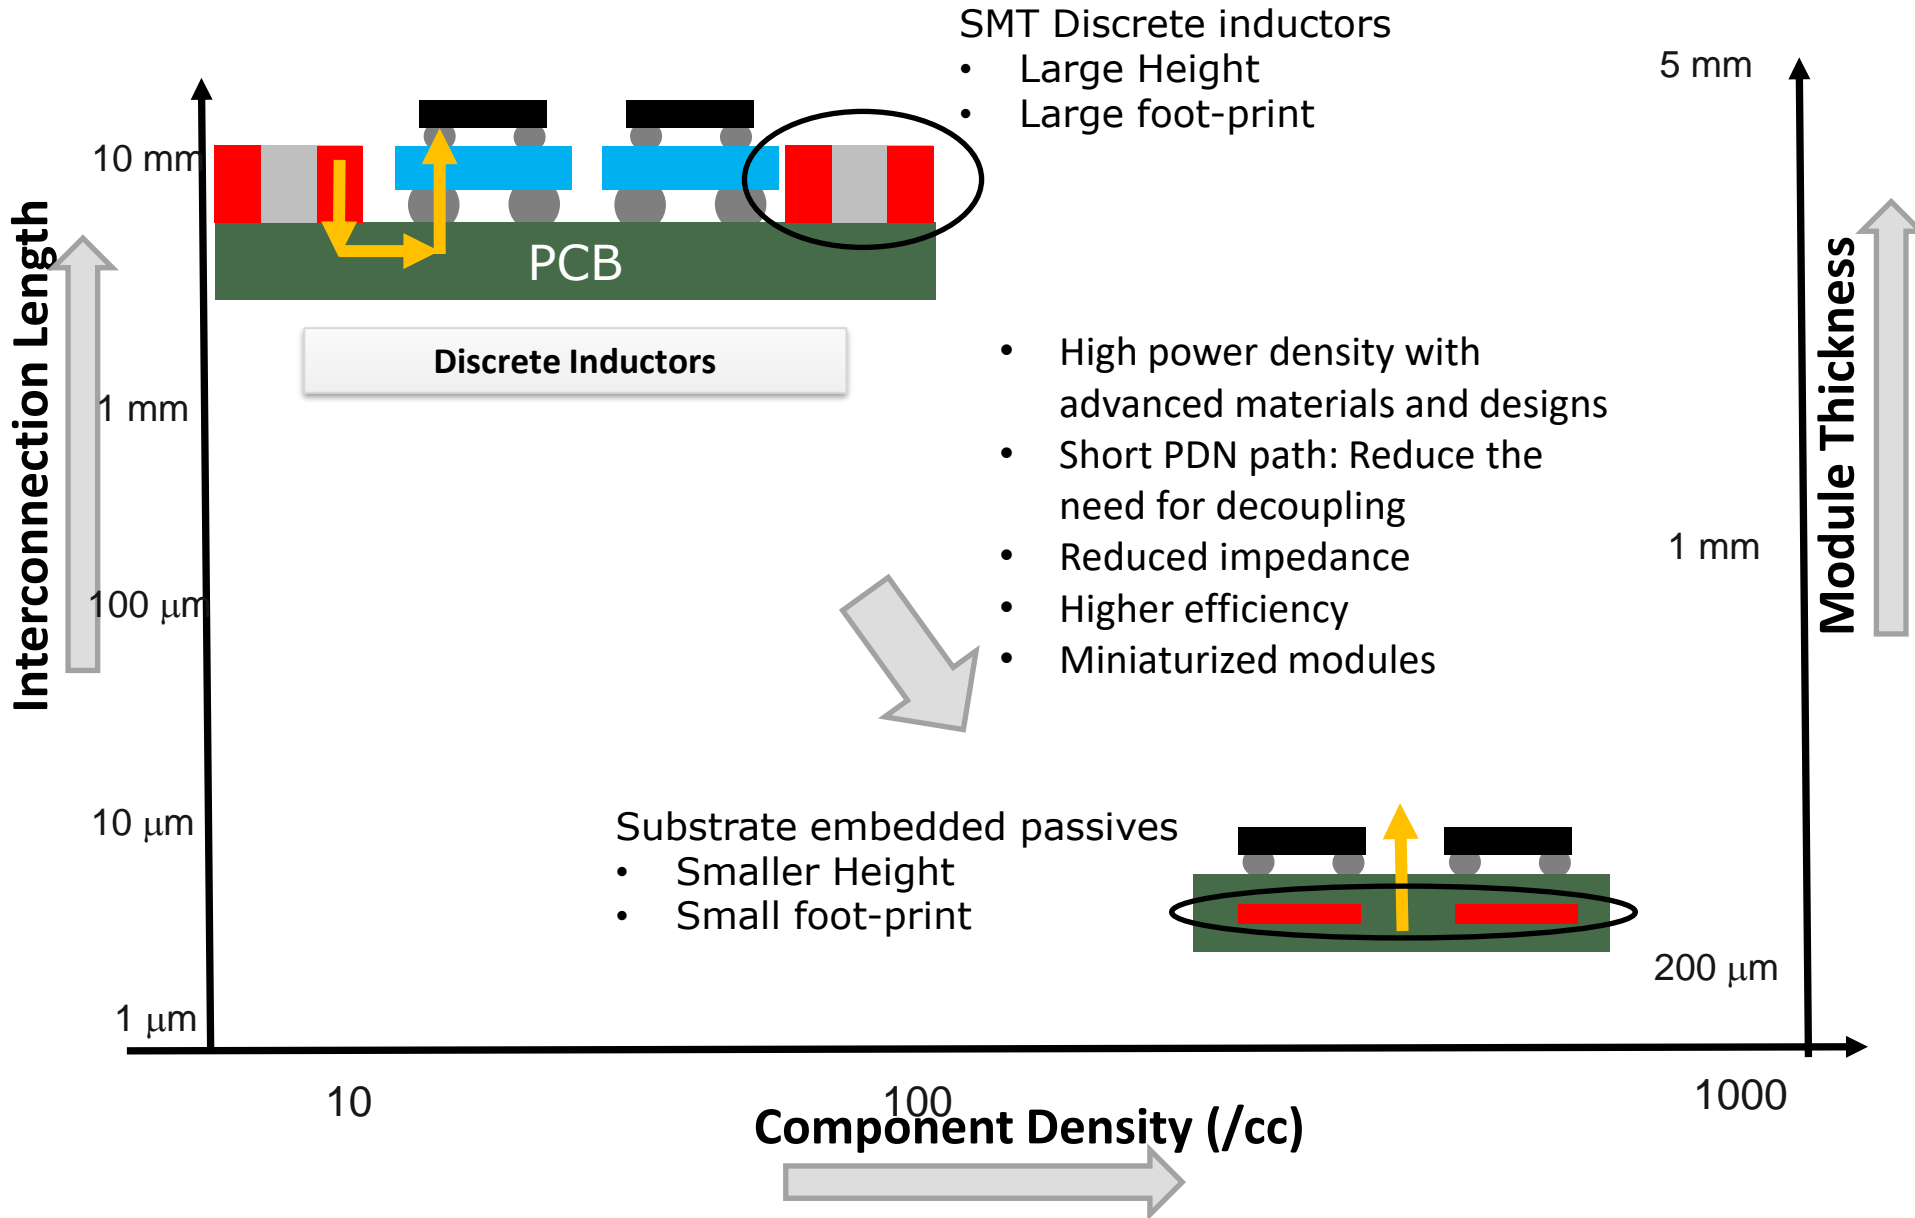 SMT Discrete inductors
• Large Height
• Large foot-print
5 mm
10 mm
PCB
Interconnection Length
Discrete Inductors
1 mm
• High power density with
advanced materials and designs
• Short PDN path: Reduce the
need for decoupling
• Reduced impedance
• Higher efficiency
• Miniaturized modules
Module Thickness
1 mm
100 μm
10 μm
Substrate embedded passives
• Smaller Height
• Small foot-print
200 μm
1 μm
10
100
1000
Component Density (/cc)